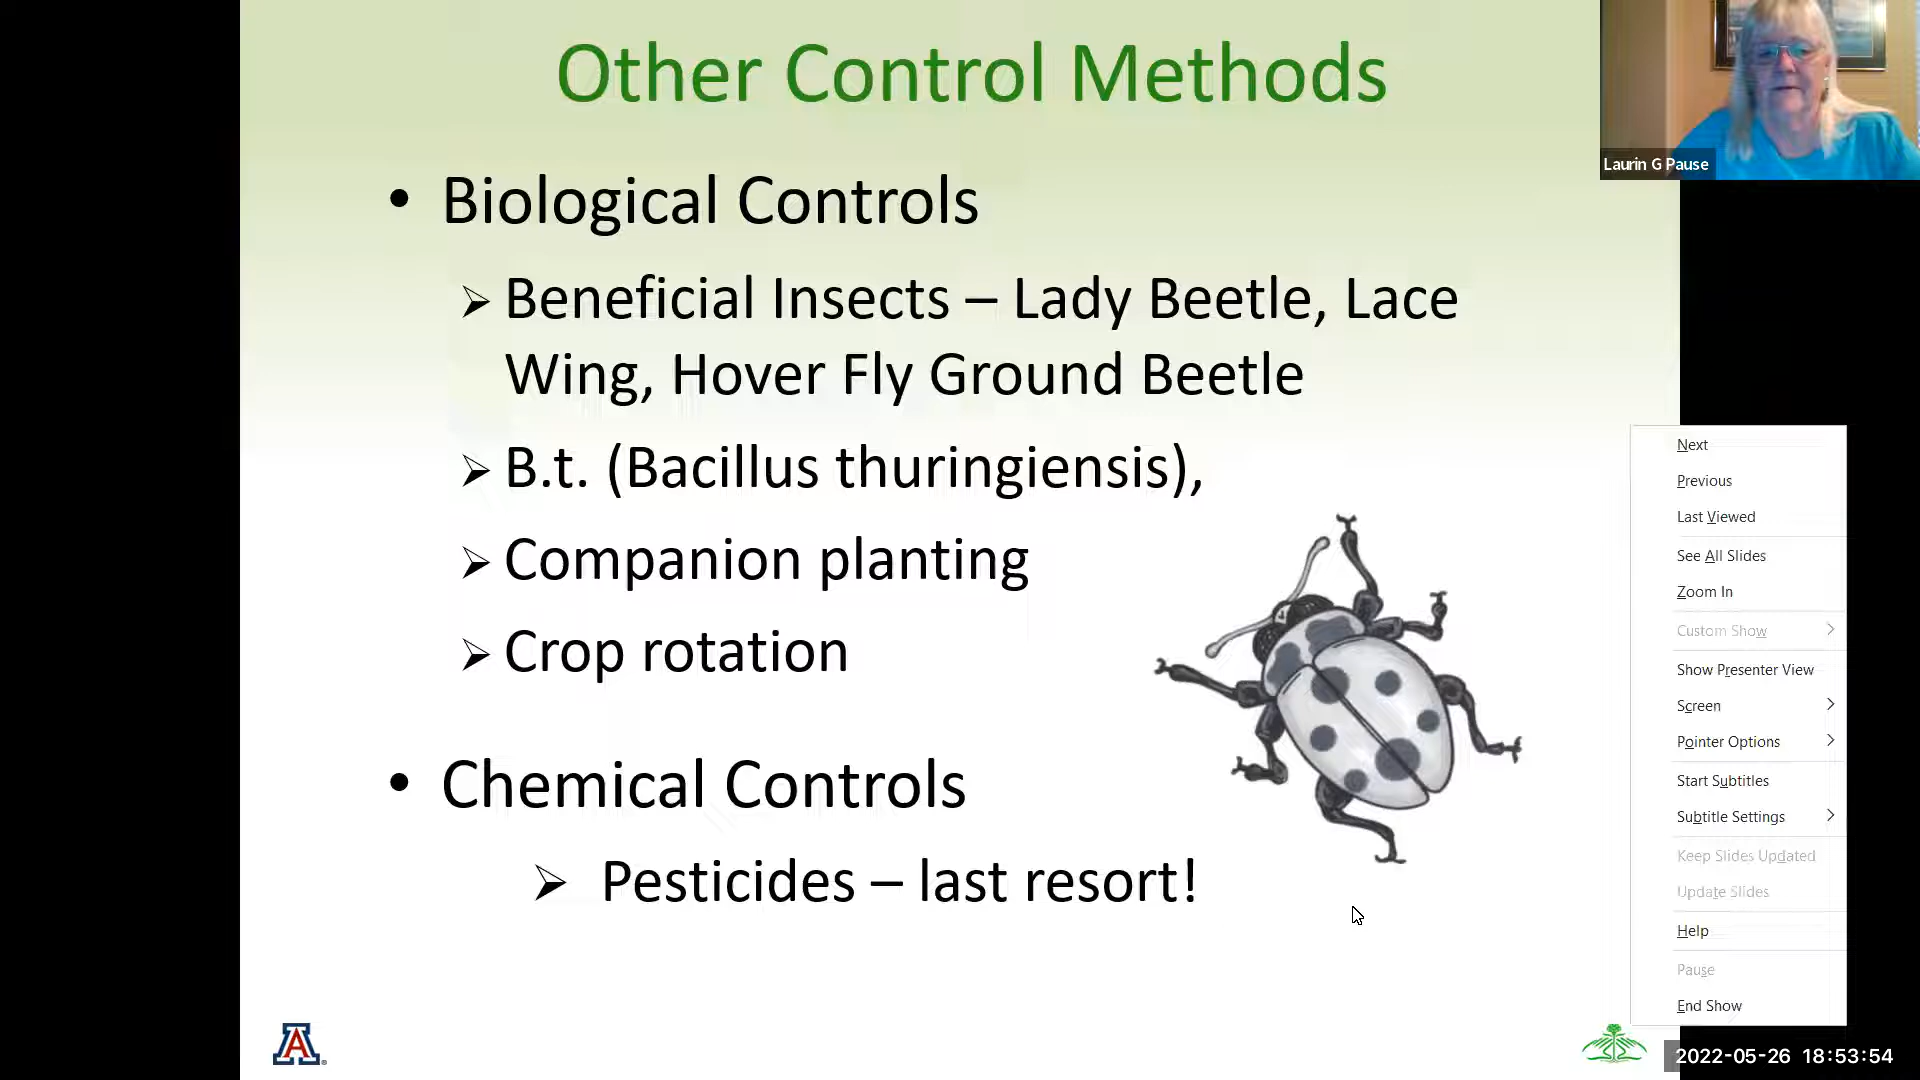 Other Control Methods
Laurin G Pause
• Biological Controls
➢ Beneficial Insects – Lady Beetle, Lace
Wing, Hover Fly Ground Beetle
➢ B.t. (Bacillus thuringiensis),
➢ Companion planting
➢ Crop rotation
• Chemical Controls
➢ Pesticides – last resort!
Next
Previous
Last Viewed
See All Slides
Zoom In
Custom Show
Show Presenter View
Screen
Pointer Options
Start Subtitles
Subtitle Settings
Keep Slides Updated
Update Slides
Help
Pause
End Show
A
2022-05-26 18:53:54